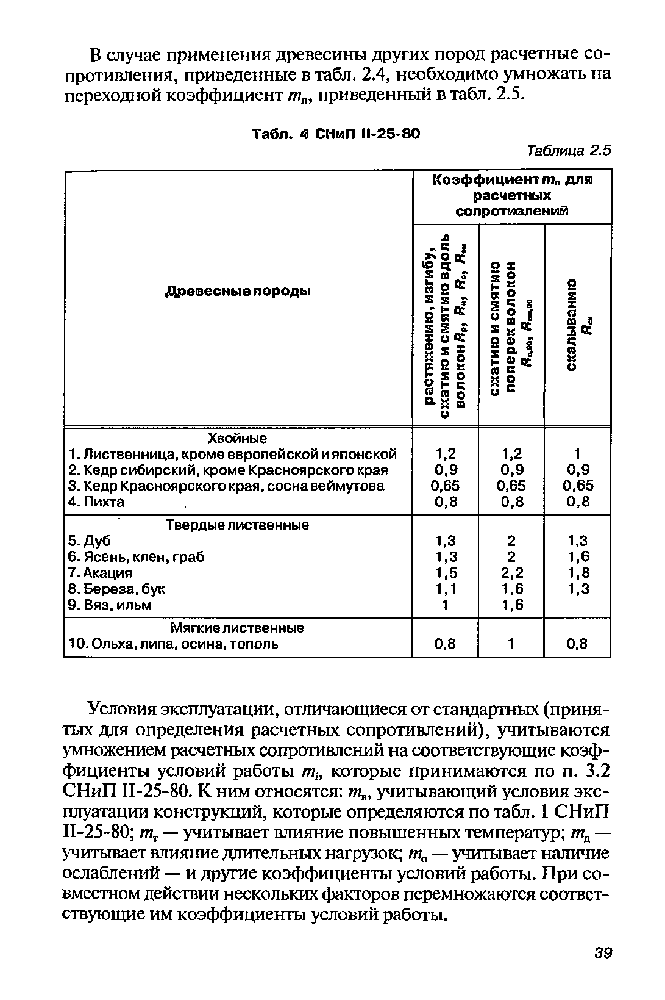 В случае применения древесины других пород расчетные со-
противления, приведенные в табл. 2.4, необходимо умножать на
переходной коэффициент mп, приведенный в табл. 2.5.
Табл. 4 СНиП II-25-80
Таблица 2.5
Древесные породы
Коэффициент mп для
расчетных
сопротивлений
растяжению, изгибу,
сжатию и смятию вдоль
волокон Rр, Rи, Rс, Rсм
сжатию и смятию
поперек волокон
Rс,90, Rсм,90
скалыванию
Rск
Хвойные
1. Лиственница, кроме европейской и японской 1,2 1,2 1
2. Кедр сибирский, кроме Красноярского края 0,9 0,9 0,9
3. Кедр Красноярского края, сосна веймутова 0,65 0,65 0,65
4. Пихта 0,8 0,8 0,8
Твердые лиственные
5. Дуб 1,3 2 1,3
6. Ясень, клен, граб 1,3 2 1,6
7. Акация 1,5 2,2 1,8
8. Береза, бук 1,1 1,6 1,3
9. Вяз, ильм 1 1,6
Мягкие лиственные
10. Ольха, липа, осина, тополь 0,8 1 0,8
Условия эксплуатации, отличающиеся от стандартных (приня-
тых для определения расчетных сопротивлений), учитываются
умножением расчетных сопротивлений на соответствующие коэф-
фициенты условий работы mi, которые принимаются по п. 3.2
СНиП II-25-80. К ним относятся: mв, учитывающий условия экс-
плуатации конструкций, которые определяются по табл. 1 СНиП
II-25-80; mт — учитывает влияние повышенных температур; mд —
учитывает влияние длительных нагрузок; mо — учитывает наличие
ослаблений — и другие коэффициенты условий работы. При со-
вместном действии нескольких факторов перемножаются соответ-
ствующие им коэффициенты условий работы.
39